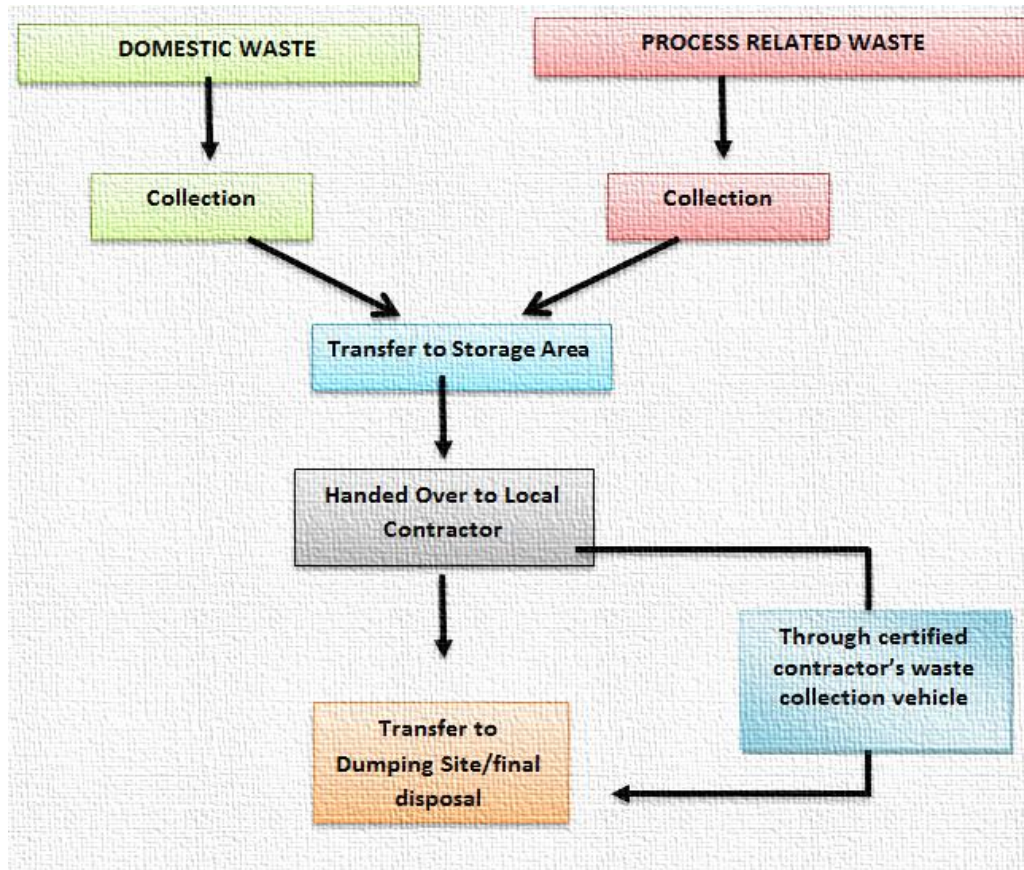 DOMESTIC WASTE
PROCESS RELATED WASTE
Collection
Collection
Transfer to Storage Area
Handed Over to Local
Contractor
Through certified
contractor's waste
collection vehicle
Transfer to
Dumping Site/final
disposal